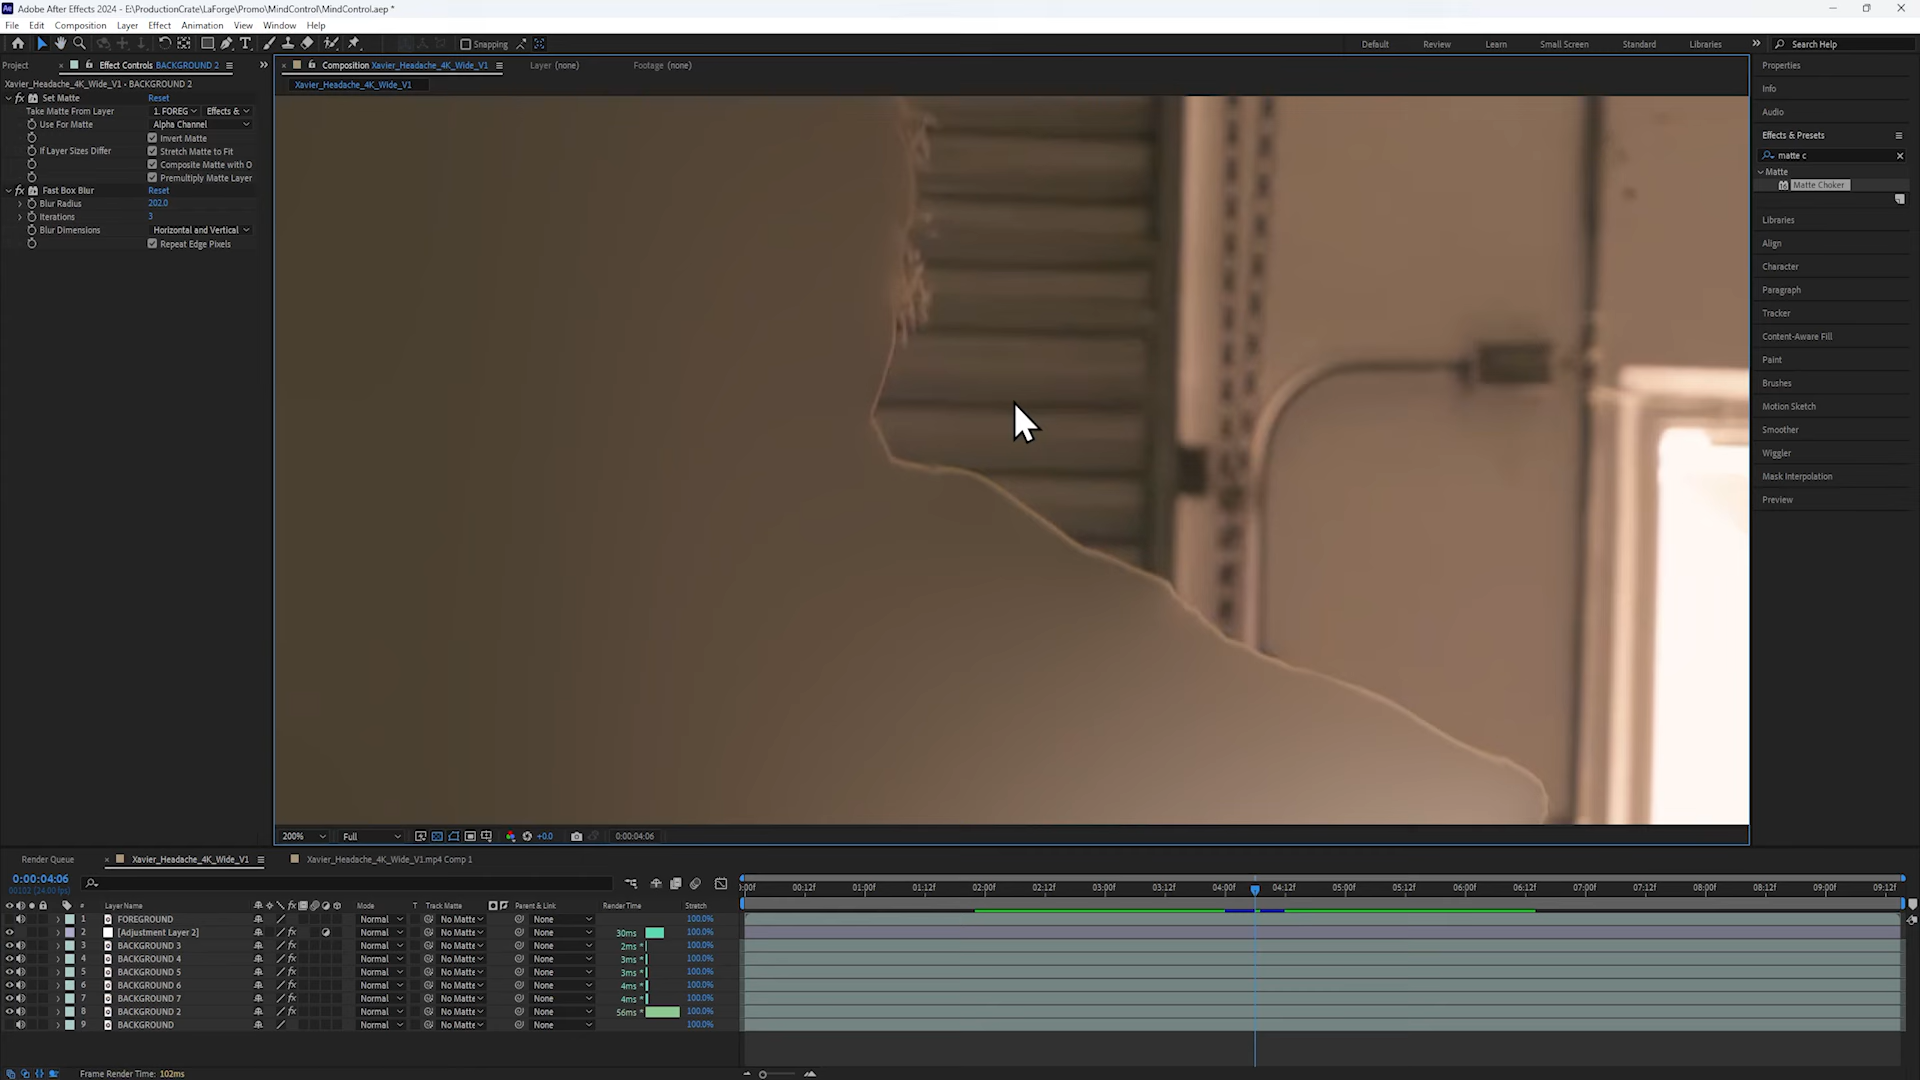 Adobe After Effects 2024 - E:\ProductionCrate\LaForge\Promo\MindControl\MindControl.aep *
File Edit Composition Layer Effect Animation View Window Help
Snapping
Default Review Learn Small Screen Standard Libraries Search Help
Project Effect Controls BACKGROUND 2
Composition Xavier_Headache_4K_Wide_V1 Layer (none) Footage (none)
Xavier_Headache_4K_Wide_V1 - BACKGROUND 2
Xavier_Headache_4K_Wide_V1
fx Set Matte Reset
Take Matte From Layer 1. FOREG Effects &
Use For Matte Alpha Channel
Invert Matte
If Layer Sizes Differ Stretch Matte to Fit
Composite Matte with O
Premultiply Matte Layer
fx Fast Box Blur Reset
Blur Radius 202.0
Iterations 3
Blur Dimensions Horizontal and Vertical
Repeat Edge Pixels
Properties
Info
Audio
Effects & Presets
matte c
Matte
Matte Choker
Libraries
Align
Character
Paragraph
Tracker
Content-Aware Fill
Paint
Brushes
Motion Sketch
Smoother
Wiggler
Mask Interpolation
Preview
200% Full +0.0 0:00:04:06
Render Queue Xavier_Headache_4K_Wide_V1 Xavier_Headache_4K_Wide_V1.mp4 Comp 1
0:00:04:06
00102 (24.00 fps)
:00f 00:12f 01:00f 01:12f 02:00f 02:12f 03:00f 03:12f 04:00f 04:12f 05:00f 05:12f 06:00f 06:12f 07:00f 07:12f 08:00f 08:12f 09:00f 09:12f
# Layer Name Mode T Track Matte Parent & Link Render Time Stretch
1 FOREGROUND Normal No Matte None 100.0%
2 [Adjustment Layer 2] fx Normal No Matte None 30ms 100.0%
3 BACKGROUND 3 fx Normal No Matte None 2ms * 100.0%
4 BACKGROUND 4 fx Normal No Matte None 3ms * 100.0%
5 BACKGROUND 5 fx Normal No Matte None 3ms * 100.0%
6 BACKGROUND 6 fx Normal No Matte None 4ms * 100.0%
7 BACKGROUND 7 fx Normal No Matte None 4ms * 100.0%
8 BACKGROUND 2 fx Normal No Matte None 56ms * 100.0%
9 BACKGROUND Normal No Matte None 100.0%
Frame Render Time: 102ms